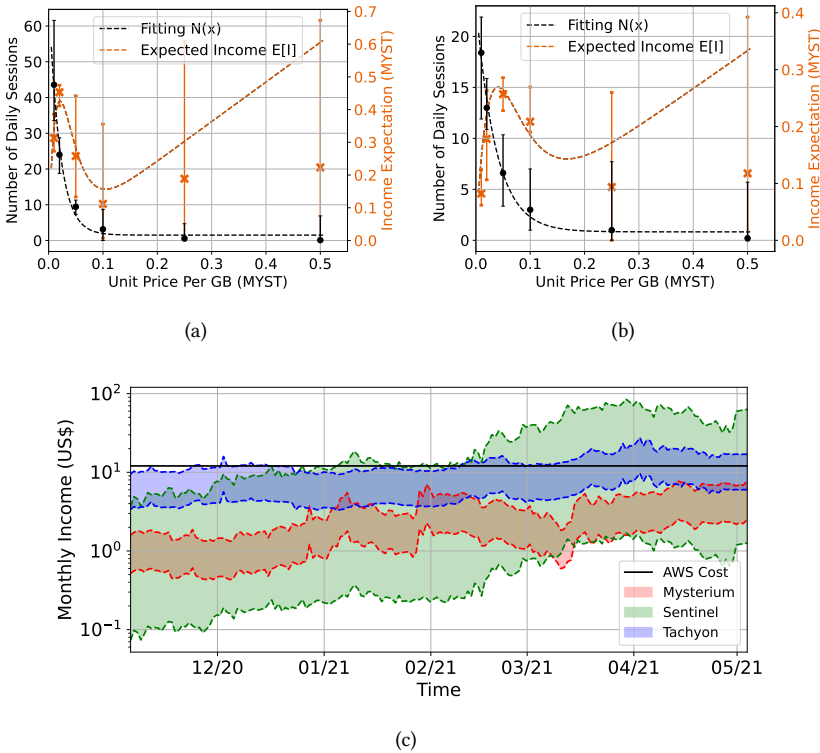 Fitting N(x)
Expected Income E[I]
Number of Daily Sessions
60
50
40
30
20
10
0
0.7
0.6
0.5
0.4
0.3
0.2
0.1
0.0
Income Expectation (MYST)
0.0 0.1 0.2 0.3 0.4 0.5
Unit Price Per GB (MYST)
(a)
Fitting N(x)
Expected Income E[I]
Number of Daily Sessions
20
15
10
5
0
0.4
0.3
0.2
0.1
0.0
Income Expectation (MYST)
0.0 0.1 0.2 0.3 0.4 0.5
Unit Price Per GB (MYST)
(b)
Monthly Income (US$)
10²
10¹
10⁰
10⁻¹
AWS Cost
Mysterium
Sentinel
Tachyon
12/20 01/21 02/21 03/21 04/21 05/21
Time
(c)